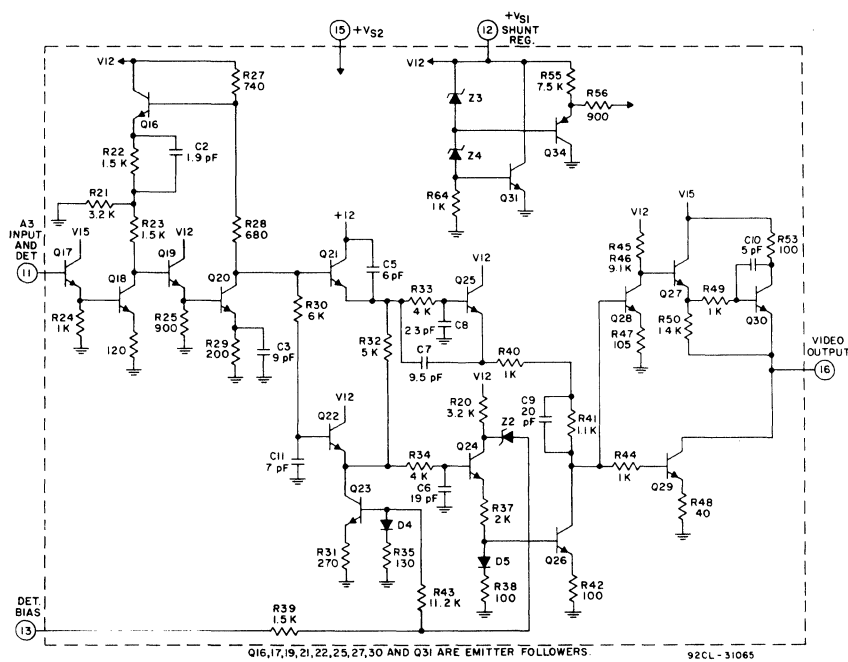 15 +VS2
12 +VS1
SHUNT
REG.
V12
R27
740
Q16
R22
1.5 K
C2
1.9 pF
R21
3.2 K
R23
1.5 K
R28
680
V12
Z3
Z4
R55
7.5 K
R56
900
Q34
R64
1K
Q31
A3
INPUT
AND
DET
11
Q17
V15
Q18
Q19
V12
Q20
R24
1 K
120
R25
900
R29
200
C3
9 pF
+12
Q21
C5
6 pF
R30
6 K
R32
5 K
R33
4 K
C8
2.3 pF
Q25
V12
C7
9.5 pF
R40
1K
V12
R45
R46
9.1K
V15
C10
5 pF
R53
100
Q27
R49
1 K
Q30
Q28
R50
1.4 K
R47
105
VIDEO
OUTPUT
16
V12
R20
3.2 K
Z2
C9
20
pF
R41
1.1 K
Q22
V12
C11
7 pF
R34
4 K
C6
19 pF
Q24
R44
1K
Q29
R48
40
Q23
D4
R31
270
R35
130
R43
11.2 K
R37
2 K
D5
R38
100
Q26
R42
100
DET.
BIAS
13
R39
1.5 K
Q16,17,19,21,22,25,27,30 AND Q31 ARE EMITTER FOLLOWERS.
92CL-31065